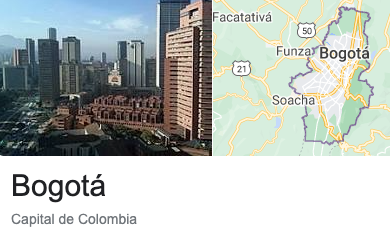 Facatativá
50
Funza
Bogotá
21
Soacha
Bogotá
Capital de Colombia